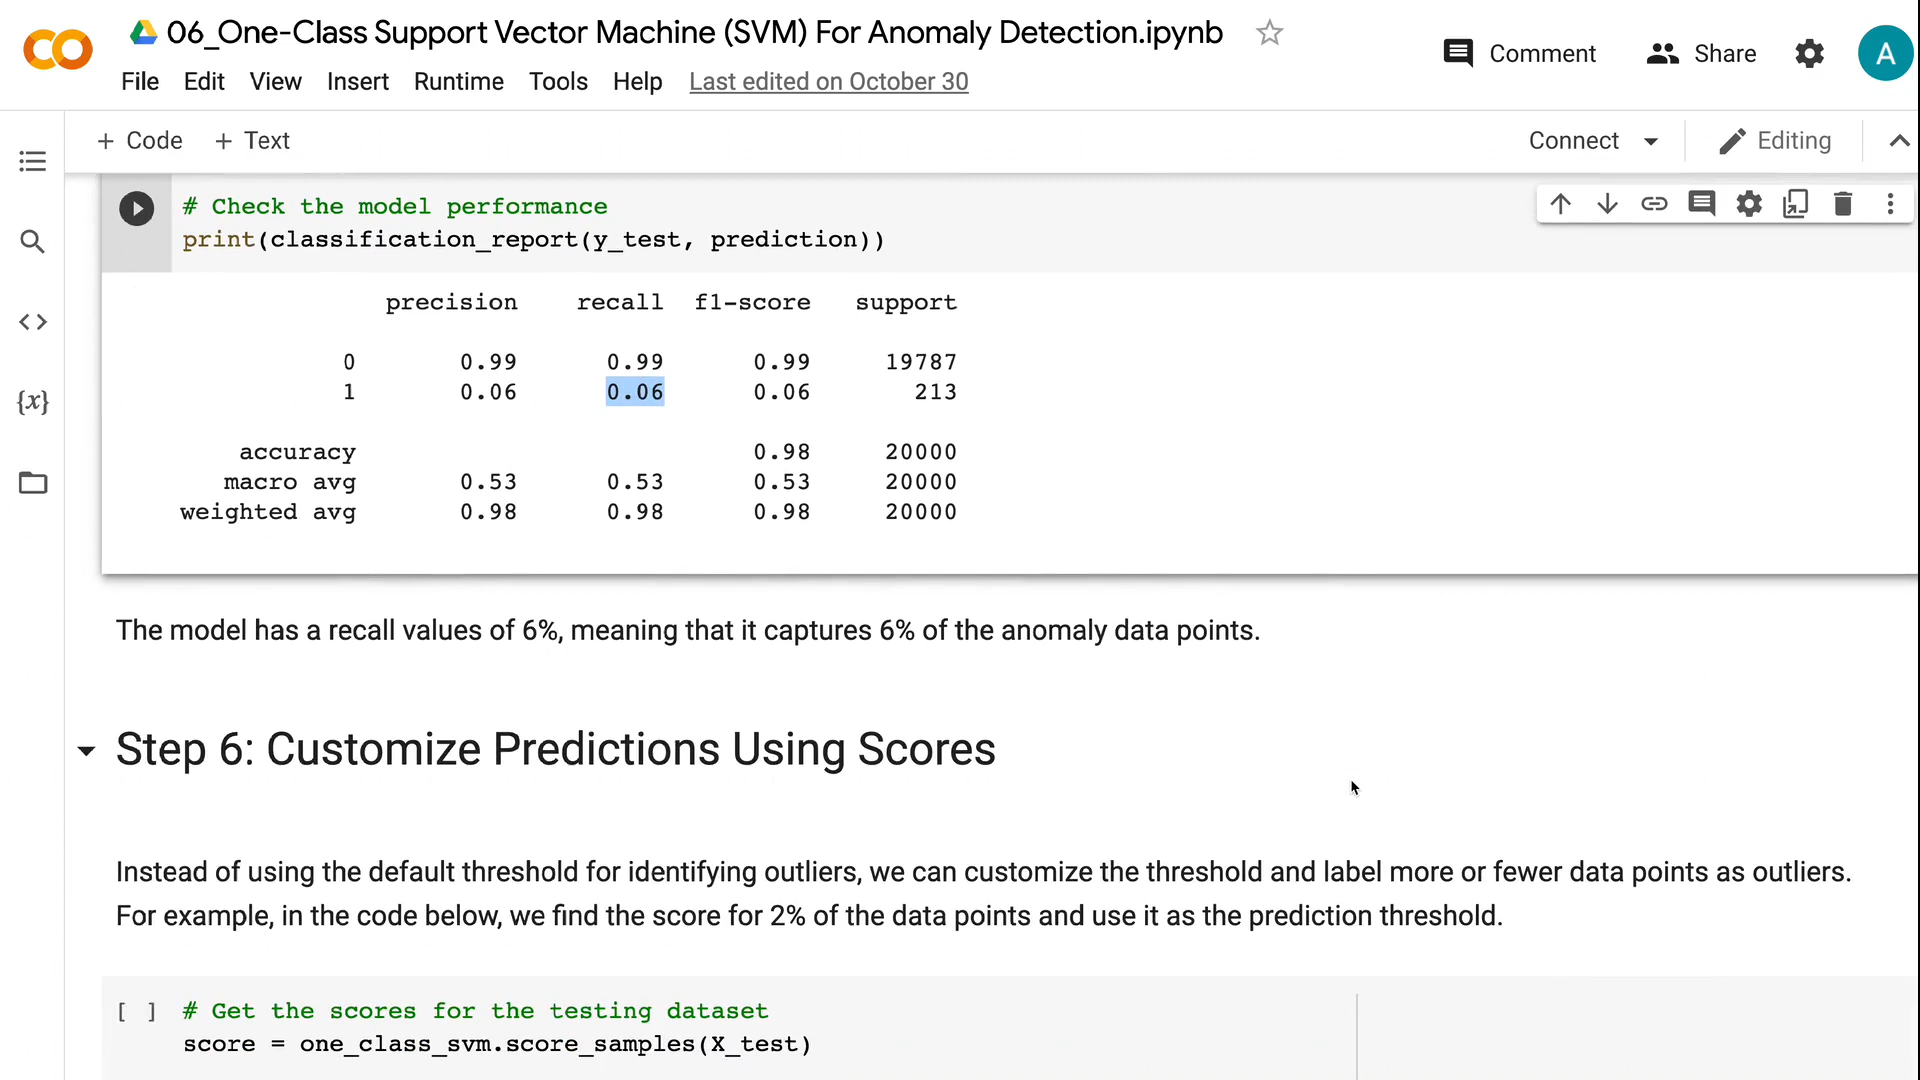 06_One-Class Support Vector Machine (SVM) For Anomaly Detection.ipynb
File Edit View Insert Runtime Tools Help Last edited on October 30
Comment Share A
+ Code + Text
Connect Editing
# Check the model performance
print(classification_report(y_test, prediction))
precision recall f1-score support
0 0.99 0.99 0.99 19787
1 0.06 0.06 0.06 213
accuracy 0.98 20000
macro avg 0.53 0.53 0.53 20000
weighted avg 0.98 0.98 0.98 20000
The model has a recall values of 6%, meaning that it captures 6% of the anomaly data points.
Step 6: Customize Predictions Using Scores
Instead of using the default threshold for identifying outliers, we can customize the threshold and label more or fewer data points as outliers.
For example, in the code below, we find the score for 2% of the data points and use it as the prediction threshold.
[ ] # Get the scores for the testing dataset
score = one_class_svm.score_samples(X_test)